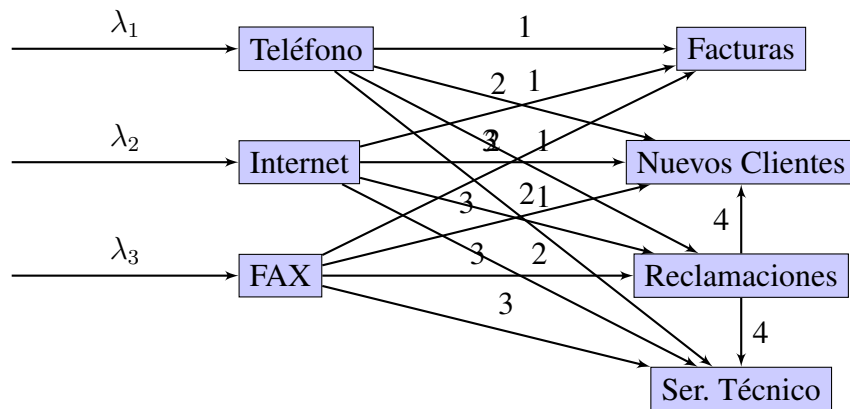 λ1 Teléfono 1 Facturas
2 1
λ2 Internet 1 Nuevos Clientes
3 2 1 4
λ3 FAX 3 2 Reclamaciones
3 4
Ser. Técnico